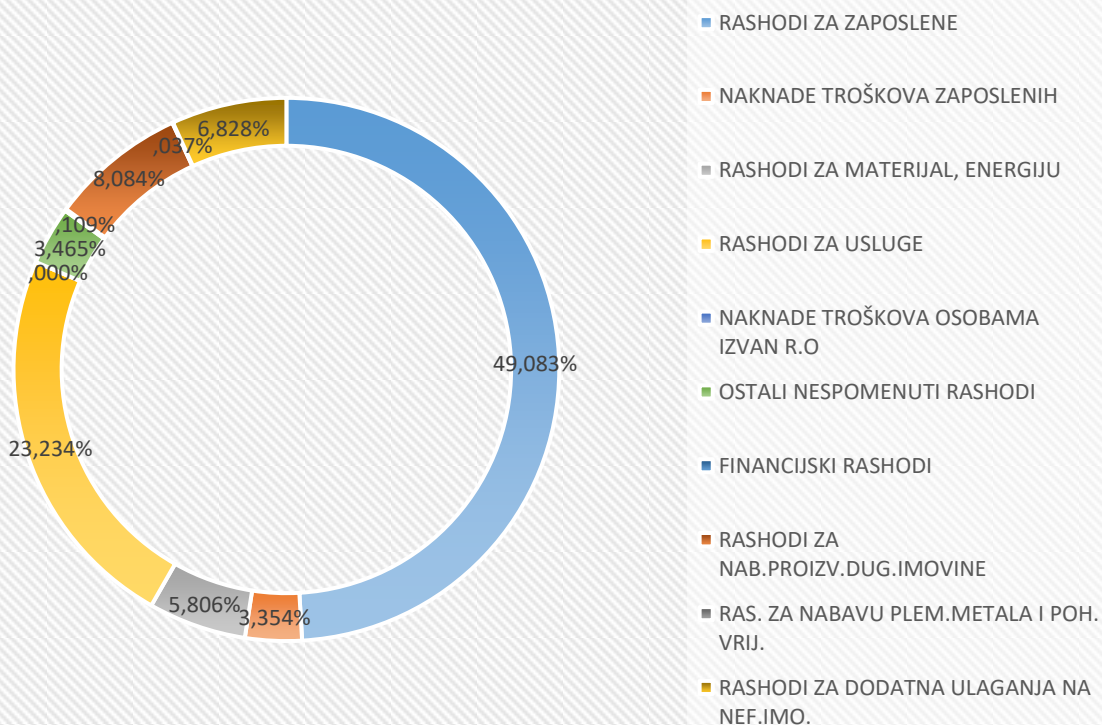 RASHODI ZA ZAPOSLENE
NAKNADE TROŠKOVA ZAPOSLENIH
RASHODI ZA MATERIJAL, ENERGIJU
RASHODI ZA USLUGE
NAKNADE TROŠKOVA OSOBAMA
IZVAN R.O
OSTALI NESPOMENUTI RASHODI
FINANCIJSKI RASHODI
RASHODI ZA
NAB.PROIZV.DUG.IMOVINE
RAS. ZA NABAVU PLEM.METALA I POH.
VRIJ.
RASHODI ZA DODATNA ULAGANJA NA
NEF.IMO.
6,828%
,037%
8,084%
,109%
3,465%
,000%
49,083%
23,234%
5,806%
3,354%